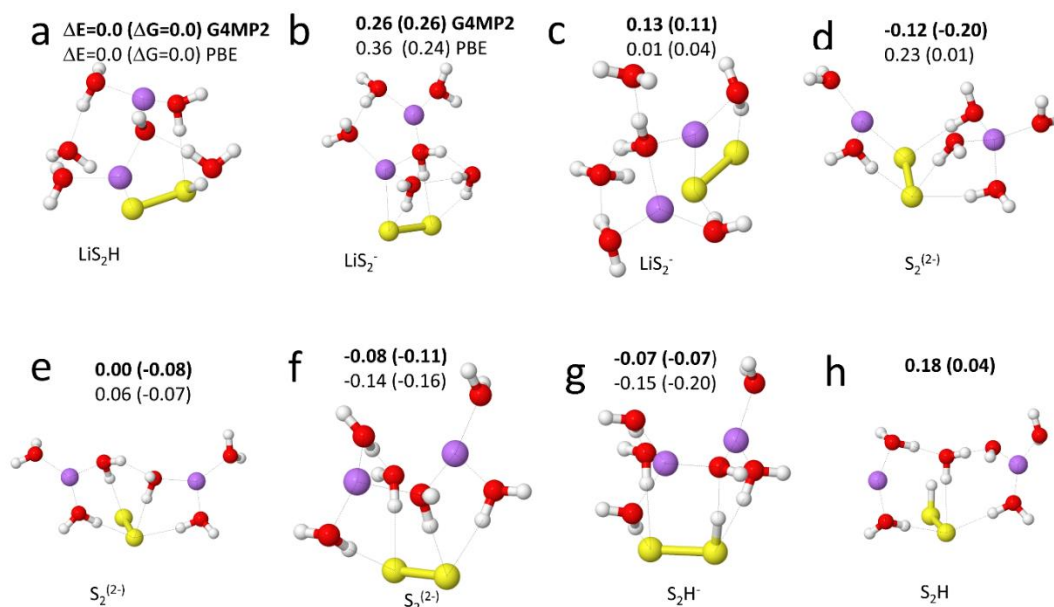 a
ΔE=0.0 (ΔG=0.0) G4MP2
ΔE=0.0 (ΔG=0.0) PBE
LiS₂H
b
0.26 (0.26) G4MP2
0.36 (0.24) PBE
LiS₂⁻
c
0.13 (0.11)
0.01 (0.04)
LiS₂⁻
d
-0.12 (-0.20)
0.23 (0.01)
S₂⁽²⁻⁾
e
0.00 (-0.08)
0.06 (-0.07)
S₂⁽²⁻⁾
f
-0.08 (-0.11)
-0.14 (-0.16)
S₂⁽²⁻⁾
g
-0.07 (-0.07)
-0.15 (-0.20)
S₂H⁻
h
0.18 (0.04)
S₂H